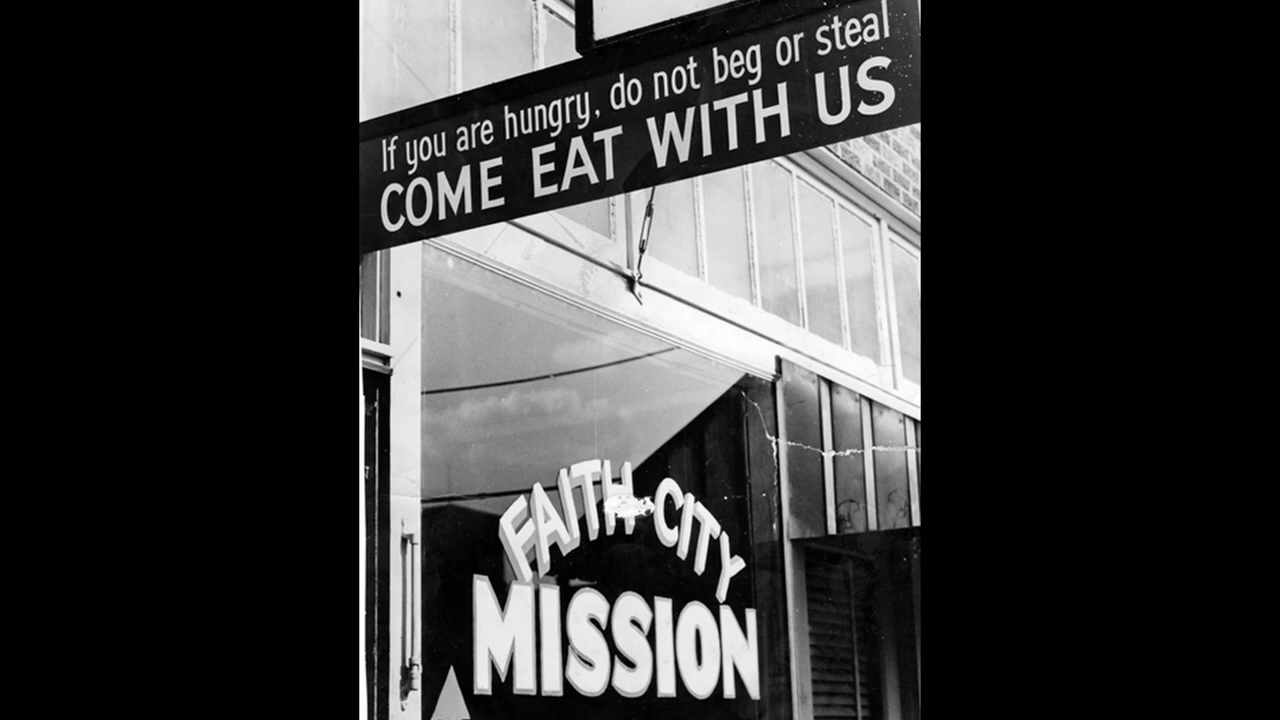 If you are hungry, do not beg or steal
COME EAT WITH US
FAITH CITY
MISSION